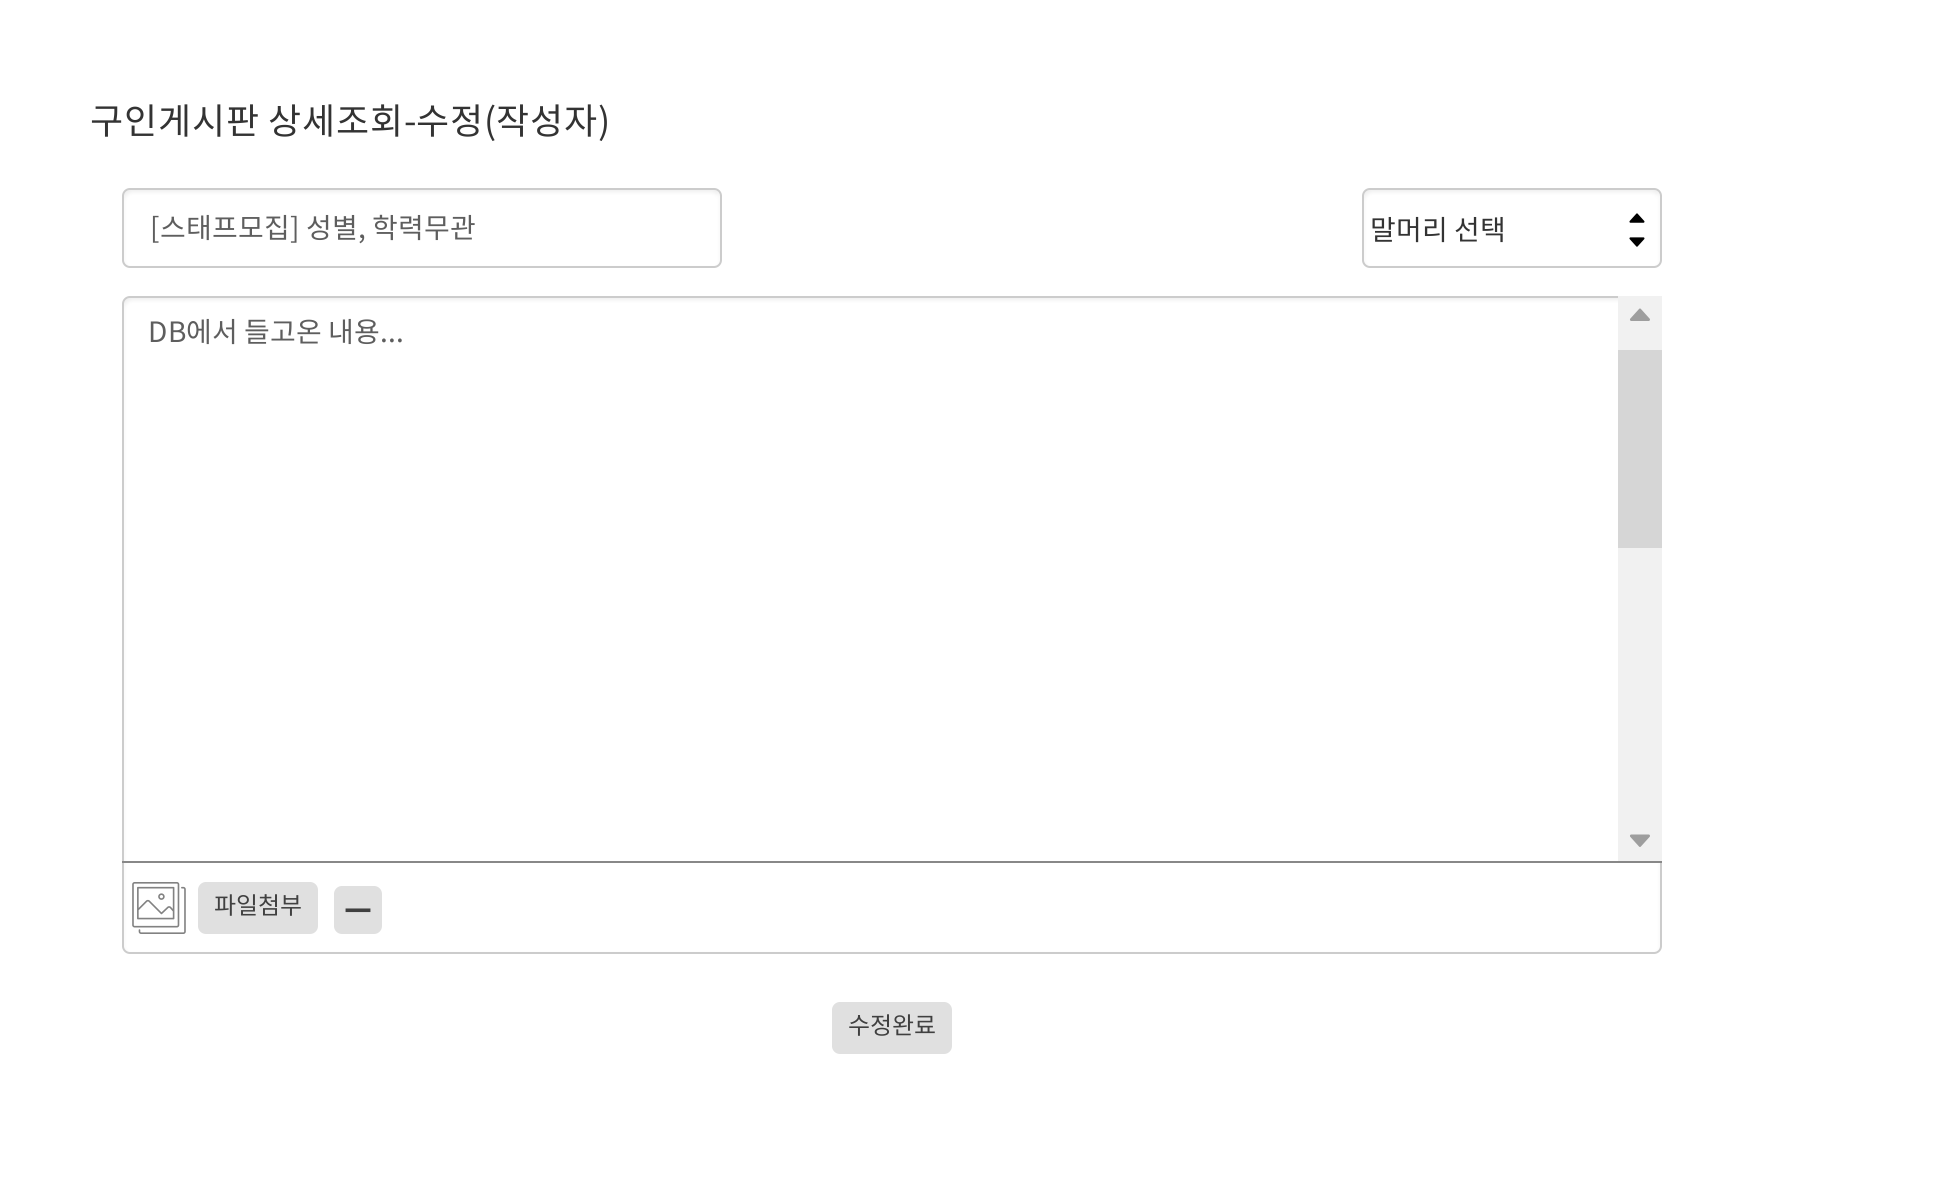 구인게시판 상세조회-수정(작성자)
[스태프모집] 성별, 학력무관
말머리 선택
DB에서 들고온 내용...
파일첨부
수정완료